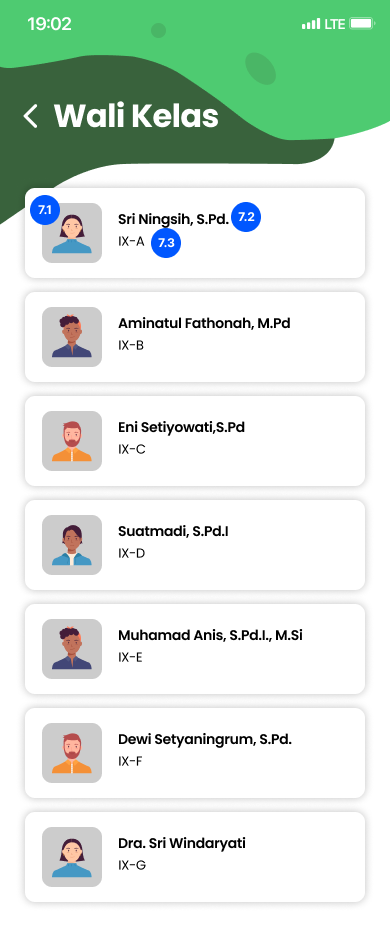 19:02 LTE
Wali Kelas
7.1
Sri Ningsih, S.Pd. 7.2
IX-A 7.3
Aminatul Fathonah, M.Pd
IX-B
Eni Setiyowati,S.Pd
IX-C
Suatmadi, S.Pd.I
IX-D
Muhamad Anis, S.Pd.I., M.Si
IX-E
Dewi Setyaningrum, S.Pd.
IX-F
Dra. Sri Windaryati
IX-G